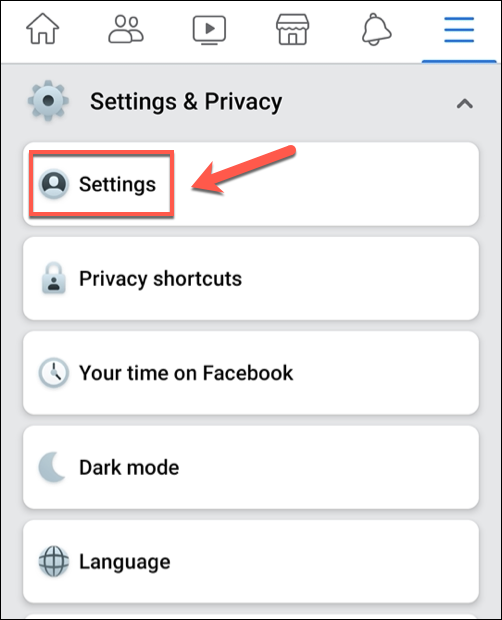 Settings & Privacy
Settings
Privacy shortcuts
Your time on Facebook
Dark mode
Language